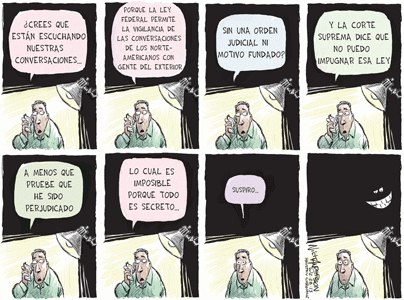 ¿CREES QUE
ESTÁN ESCUCHANDO
NUESTRAS
CONVERSACIONES...
PORQUE LA LEY
FEDERAL PERMITE
LA VIGILANCIA DE
LAS CONVERSACIONES
DE LOS NORTE-
AMERICANOS CON
GENTE DEL EXTERIOR
SIN UNA ORDEN
JUDICIAL NI
MOTIVO FUNDADO?
Y LA CORTE
SUPREMA DICE QUE
NO PUEDO
IMPUGNAR ESA LEY
A MENOS QUE
PRUEBE QUE
HE SIDO
PERJUDICADO
LO CUAL ES
IMPOSIBLE
PORQUE TODO
ES SECRETO...
SUSPIRO...